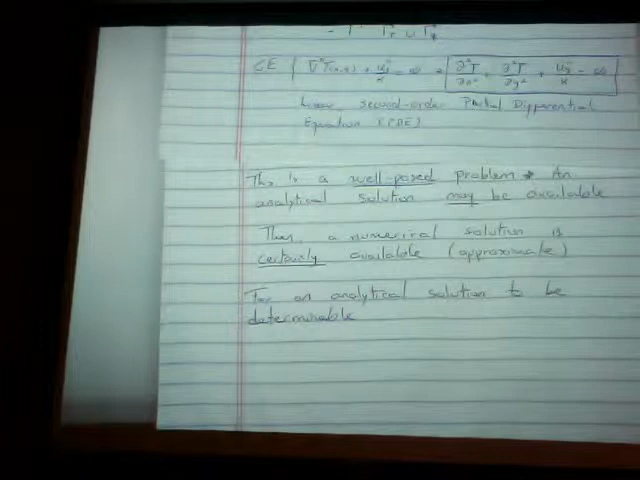 GE ∇²T(x,y) + = 0 ∂²T/∂x² + ∂²T/∂y² + = 0
Linear second-order Partial Differential
Equation (PDE)
This is a well-posed problem * An
analytical solution may be available
Then, a numerical solution is
certainly available (approximate)
For an analytical solution to be
determinable